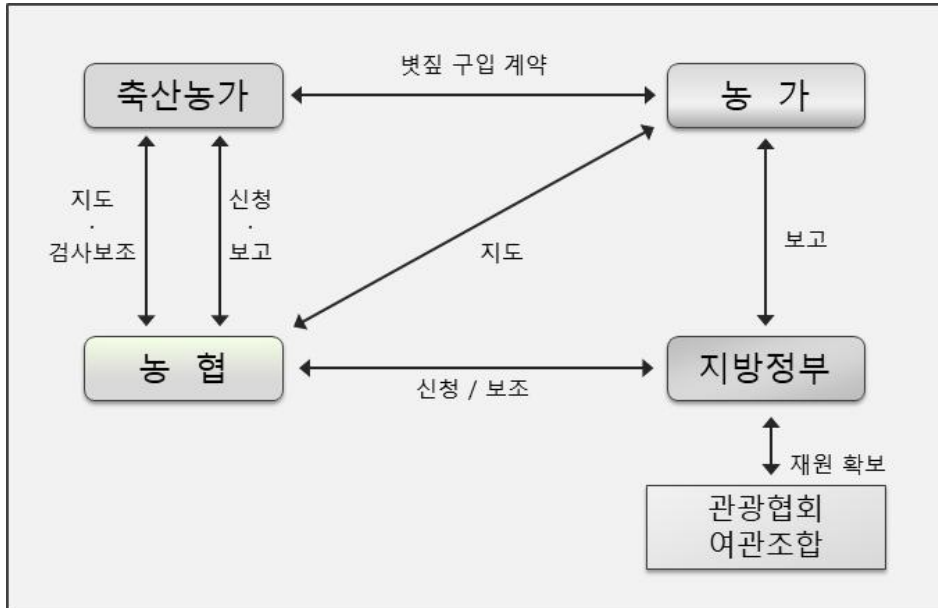 볏짚 구입 계약
축산농가
농 가
지도
·
검사보조
신청
·
보고
지도
보고
농 협
신청 / 보조
지방정부
재원 확보
관광협회
여관조합